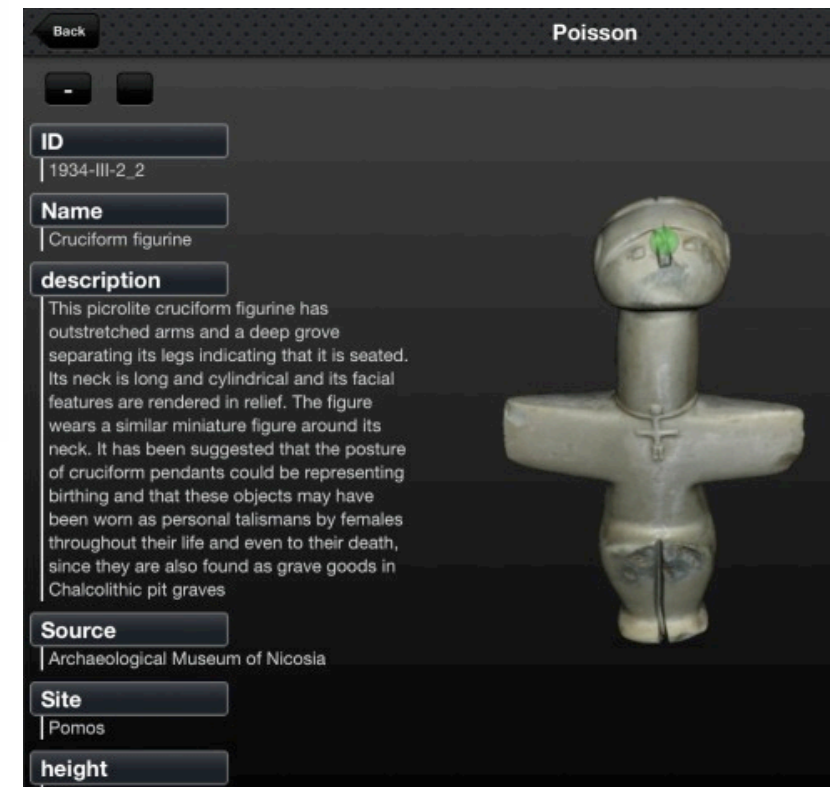 Back
Poisson
-
ID
1934-III-2_2
Name
Cruciform figurine
description
This picrolite cruciform figurine has
outstretched arms and a deep grove
separating its legs indicating that it is seated.
Its neck is long and cylindrical and its facial
features are rendered in relief. The figure
wears a similar miniature figure around its
neck. It has been suggested that the posture
of cruciform pendants could be representing
birthing and that these objects may have
been worn as personal talismans by females
throughout their life and even to their death,
since they are also found as grave goods in
Chalcolithic pit graves
Source
Archaeological Museum of Nicosia
Site
Pomos
height